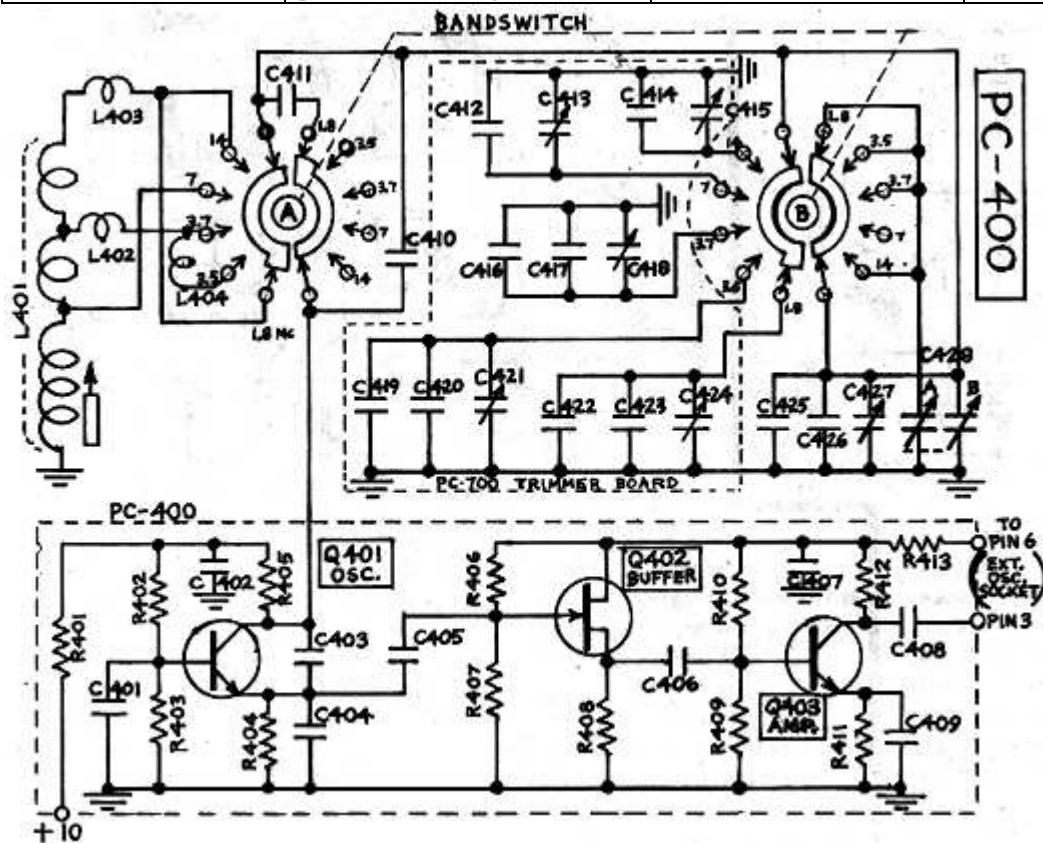 BANDSWITCH
PC-400
C411
L403
L401
L402
L404
14
7
3.7
3.5
1.8 MC
A
1.8
3.5
3.7
7
14
C410
C412
C413
C414
C415
C416
C417
C418
C419
C420
C421
C422
C423
C424
7
3.7
3.5
1.8
B
1.8
3.5
3.7
7
14
C425
C426
C427
C428
A
B
PC-700 TRIMMER BOARD
PC-400
R401
R402
C402
R405
Q401
OSC.
C401
R403
R404
C403
C404
C405
R406
R407
Q402
BUFFER
R408
C406
R410
R409
C407
R412
R413
Q403
AMP.
R411
C408
C409
TO
PIN 6
EXT.
OSC.
SOCKET
PIN 3
+10